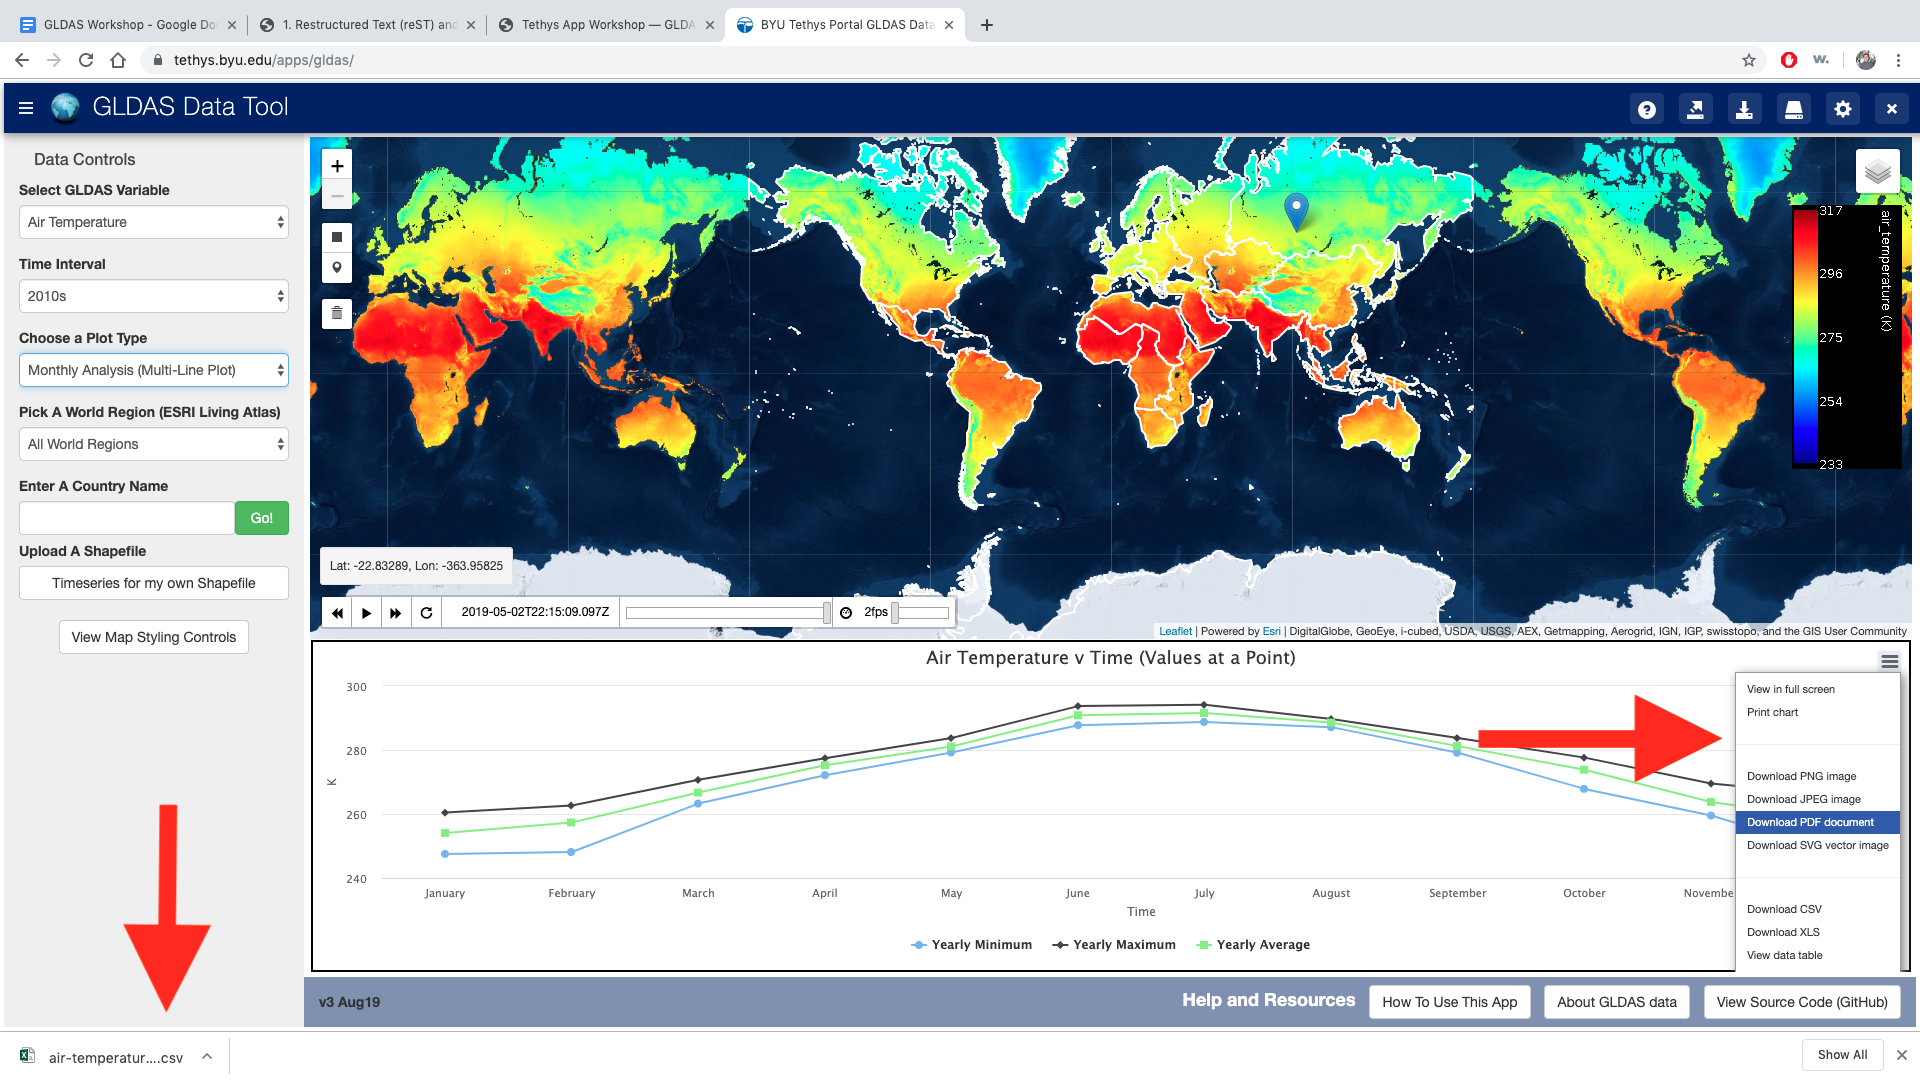 GLDAS Workshop - Google Do
1. Restructured Text (reST) and
Tethys App Workshop — GLDA
BYU Tethys Portal GLDAS Data
tethys.byu.edu/apps/gldas/
w.
GLDAS Data Tool
Data Controls
Select GLDAS Variable
Air Temperature
Time Interval
2010s
Choose a Plot Type
Monthly Analysis (Multi-Line Plot)
Pick A World Region (ESRI Living Atlas)
All World Regions
Enter A Country Name
Go!
Upload A Shapefile
Timeseries for my own Shapefile
View Map Styling Controls
+
−
317
296
275
254
233
air_temperature (K)
Lat: -22.83289, Lon: -363.95825
2019-05-02T22:15:09.097Z
2fps
Leaflet | Powered by Esri | DigitalGlobe, GeoEye, i-cubed, USDA, USGS, AEX, Getmapping, Aerogrid, IGN, IGP, swisstopo, and the GIS User Community
Air Temperature v Time (Values at a Point)
300
280
260
240
K
January February March April May June July August September October Novembe
Time
Yearly Minimum Yearly Maximum Yearly Average
View in full screen
Print chart
Download PNG image
Download JPEG image
Download PDF document
Download SVG vector image
Download CSV
Download XLS
View data table
v3 Aug19
Help and Resources
How To Use This App
About GLDAS data
View Source Code (GitHub)
air-temperatur....csv
Show All